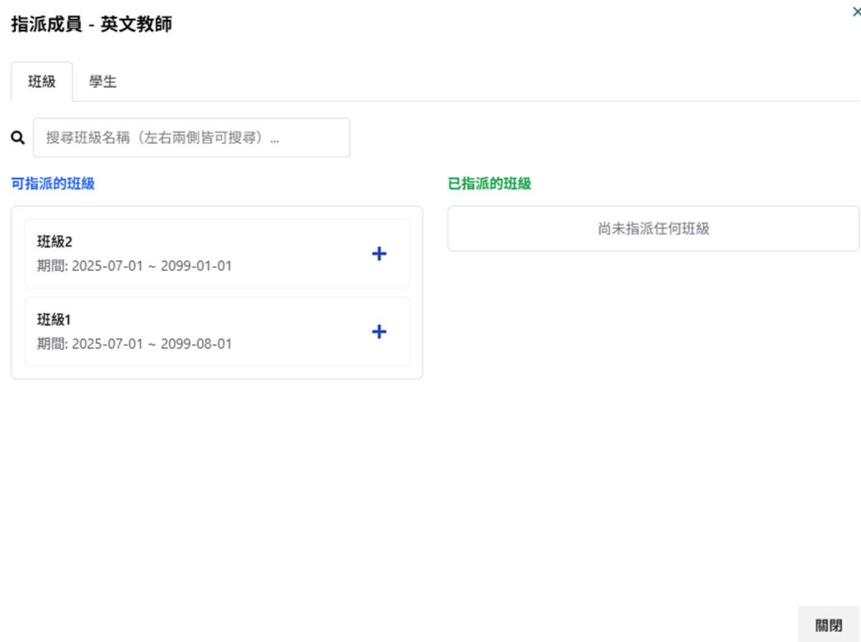 指派成員 - 英文教師
班級
學生
搜尋班級名稱（左右兩側皆可搜尋）...
可指派的班級
班級2
期間: 2025-07-01 ~ 2099-01-01
班級1
期間: 2025-07-01 ~ 2099-08-01
已指派的班級
尚未指派任何班級
關閉